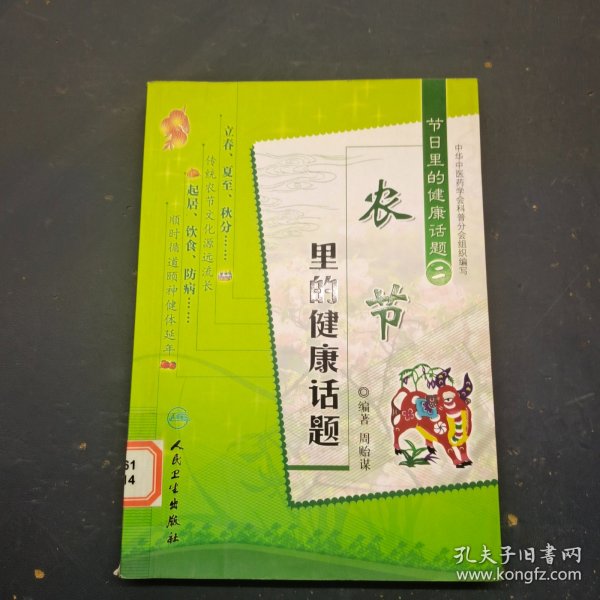 节日里的健康话题(二)
中华中医药学会科普分会组织编写
农节
里的健康话题
◎编著 周贻谋
立春、夏至、秋分……
传统农节文化源远流长
起居、饮食、防病……
顺时循道颐神健体延年
人民卫生出版社
61
14
孔夫子旧书网
www.kongfz.com